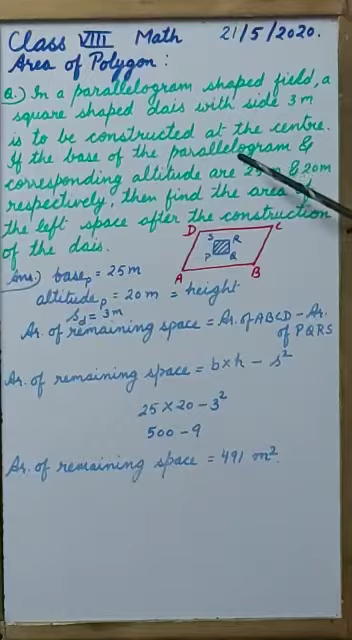 Class VIII Math 21/5/2020.
Area of Polygon :
Q.) In a parallelogram shaped field, a
square shaped dais with side 3 m
is to be constructed at the centre.
If the base of the parallelogram &
corresponding altitude are 25 m & 20m
respectively, then find the area of
the left space after the construction
of the dais.
D C
S R
P Q
A B
Ans.) base p = 25 m
altitude p = 20 m = height
s d = 3 m
Ar. of remaining space = Ar. of ABCD - Ar.
of PQRS
Ar. of remaining space = b × h - s²
25 × 20 - 3²
500 - 9
Ar. of remaining space = 491 m².